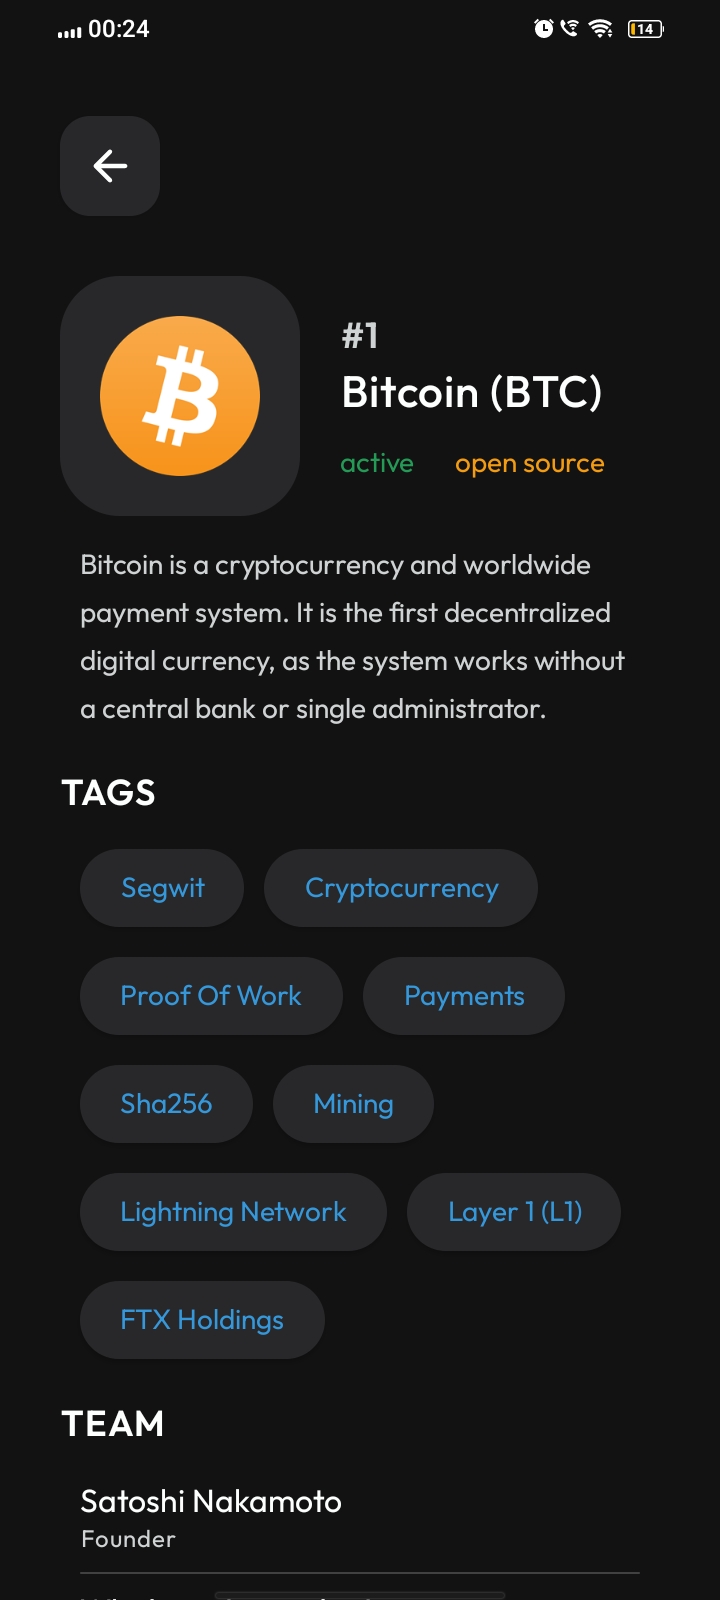 00:24
14
#1
Bitcoin (BTC)
active open source
Bitcoin is a cryptocurrency and worldwide
payment system. It is the first decentralized
digital currency, as the system works without
a central bank or single administrator.
TAGS
Segwit Cryptocurrency
Proof Of Work Payments
Sha256 Mining
Lightning Network Layer 1 (L1)
FTX Holdings
TEAM
Satoshi Nakamoto
Founder